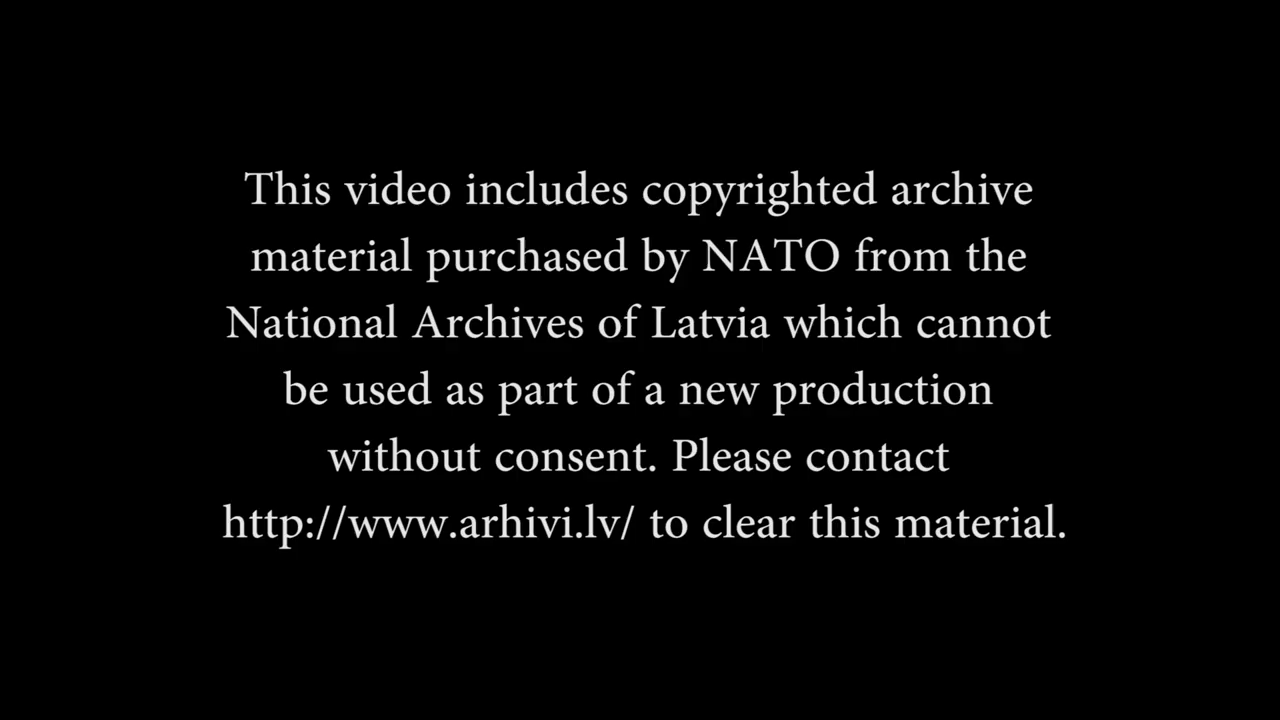 This video includes copyrighted archive
material purchased by NATO from the
National Archives of Latvia which cannot
be used as part of a new production
without consent. Please contact
http://www.arhivi.lv/ to clear this material.